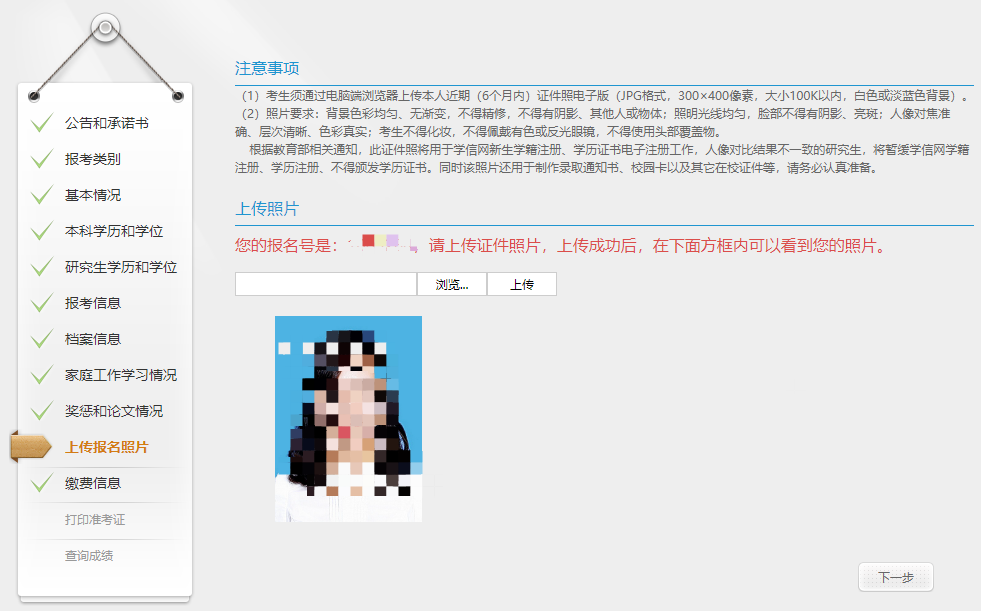 公告和承诺书
报考类别
基本情况
本科学历和学位
研究生学历和学位
报考信息
档案信息
家庭工作学习情况
奖惩和论文情况
上传报名照片
缴费信息
打印准考证
查询成绩
注意事项
（1）考生须通过电脑端浏览器上传本人近期（6个月内）证件照电子版（JPG格式，300×400像素，大小100K以内，白色或淡蓝色背景）。
（2）照片要求：背景色彩均匀、无渐变，不得精修，不得有阴影、其他人或物体；照明光线均匀，脸部不得有阴影、亮斑；人像对焦准
确、层次清晰、色彩真实；考生不得化妆，不得佩戴有色或反光眼镜，不得使用头部覆盖物。
根据教育部相关通知，此证件照将用于学信网新生学籍注册、学历证书电子注册工作，人像对比结果不一致的研究生，将暂缓学信网学籍
注册、学历注册、不得颁发学历证书。同时该照片还用于制作录取通知书、校园卡以及其它在校证件等，请务必认真准备。
上传照片
您的报名号是：
请上传证件照片，上传成功后，在下面方框内可以看到您的照片。
浏览... 上传
下一步